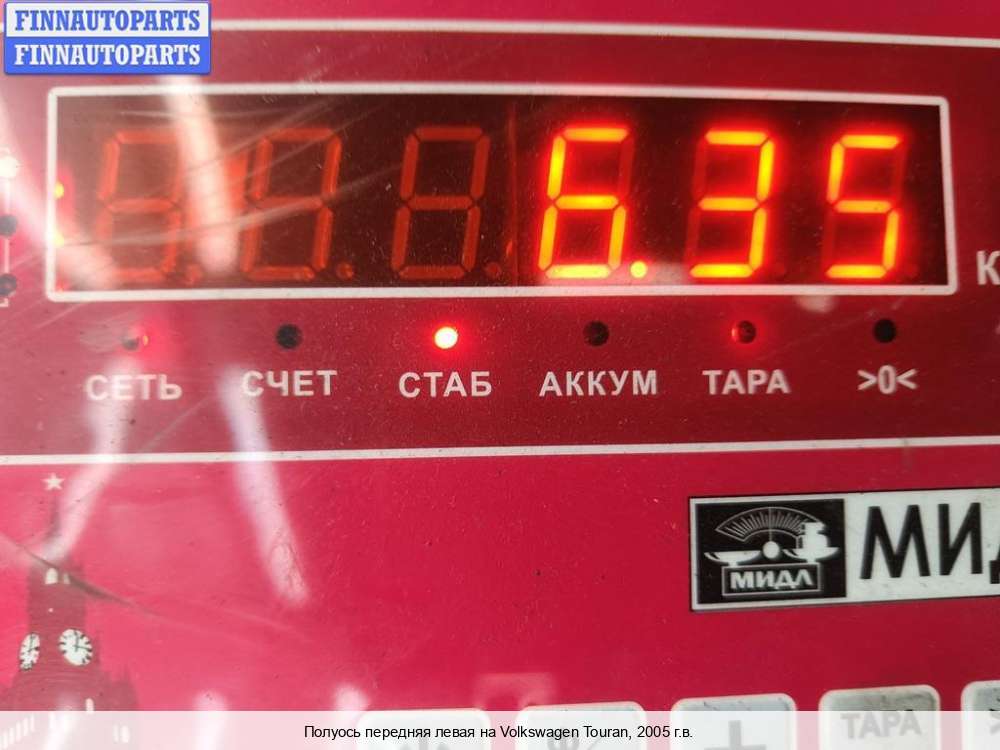 FINNAUTOPARTS
FINNAUTOPARTS
6.35
К
СЕТЬ СЧЕТ СТАБ АККУМ ТАРА >0<
МИДЛ МИД
ТАРА
Полуось передняя левая на Volkswagen Touran, 2005 г.в.